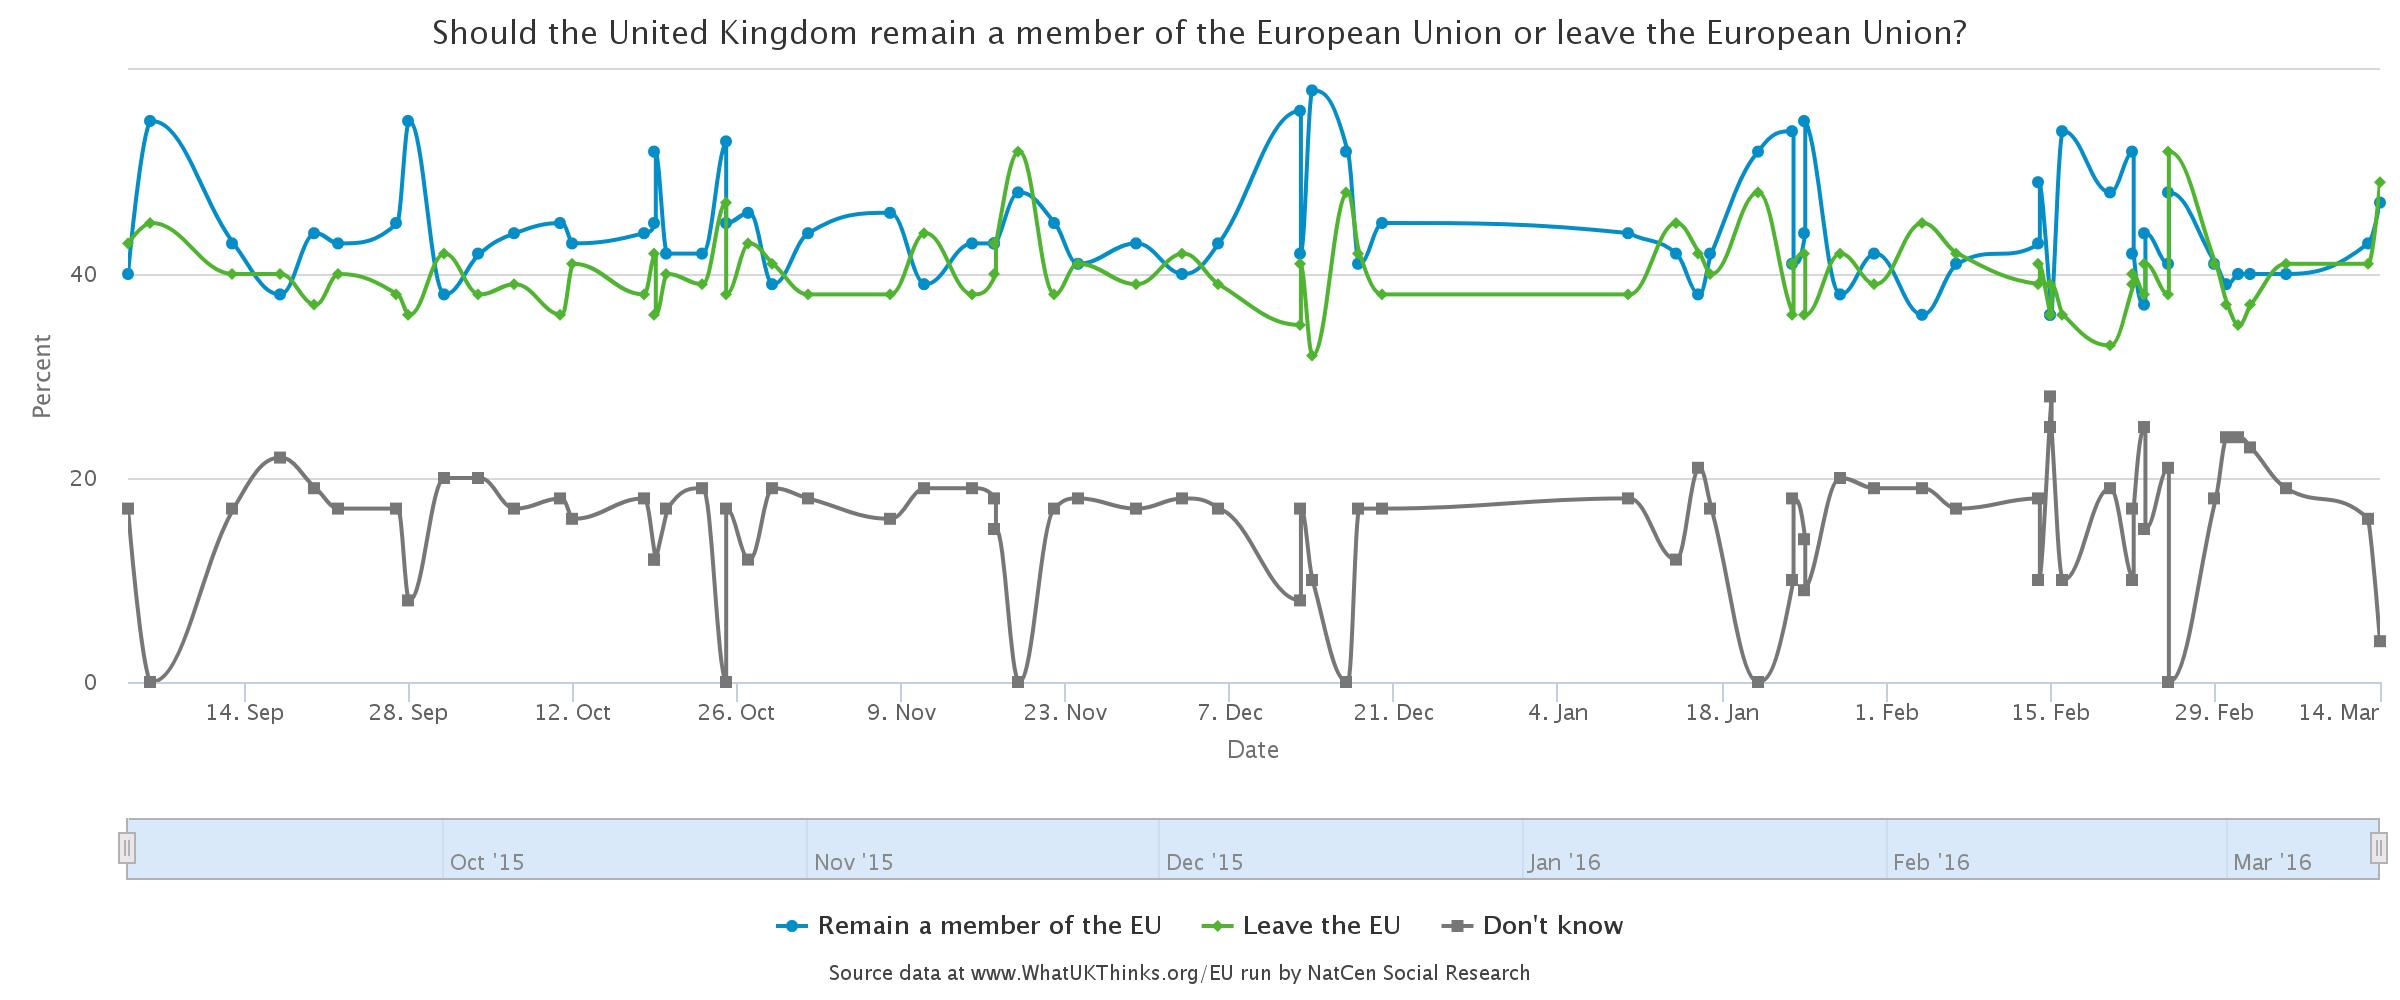 Should the United Kingdom remain a member of the European Union or leave the European Union?
Percent
40
20
0
14. Sep
28. Sep
12. Oct
26. Oct
9. Nov
23. Nov
7. Dec
21. Dec
4. Jan
18. Jan
1. Feb
15. Feb
29. Feb
14. Mar
Date
Oct '15
Nov '15
Dec '15
Jan '16
Feb '16
Mar '16
Remain a member of the EU
Leave the EU
Don't know
Source data at www.WhatUKThinks.org/EU run by NatCen Social Research